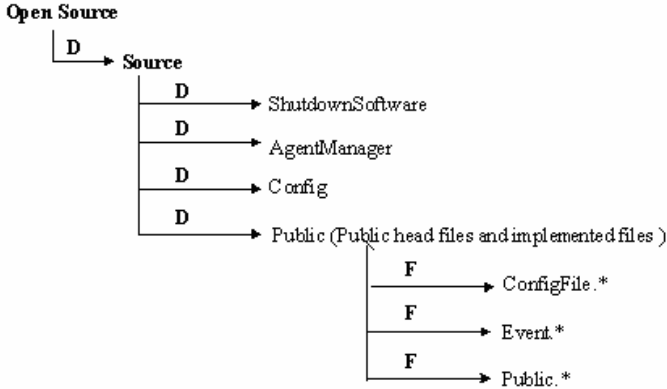 Open Source
D
Source
D
ShutdownSoftware
D
AgentManager
D
Config
D
Public (Public head files and implemented files )
F
ConfigFile.*
F
Event.*
F
Public.*